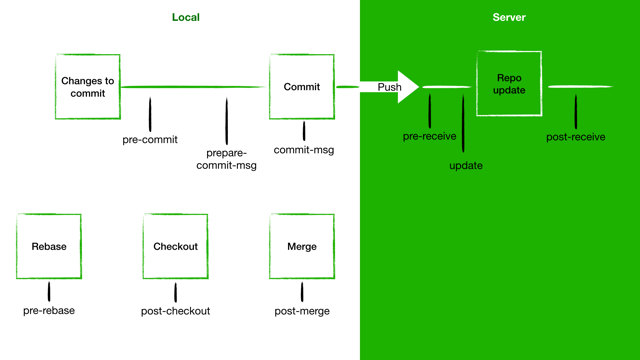 Local
Server
Changes to
commit
Commit
Push
Repo
update
pre-commit
prepare-
commit-msg
commit-msg
pre-receive
update
post-receive
Rebase
Checkout
Merge
pre-rebase
post-checkout
post-merge